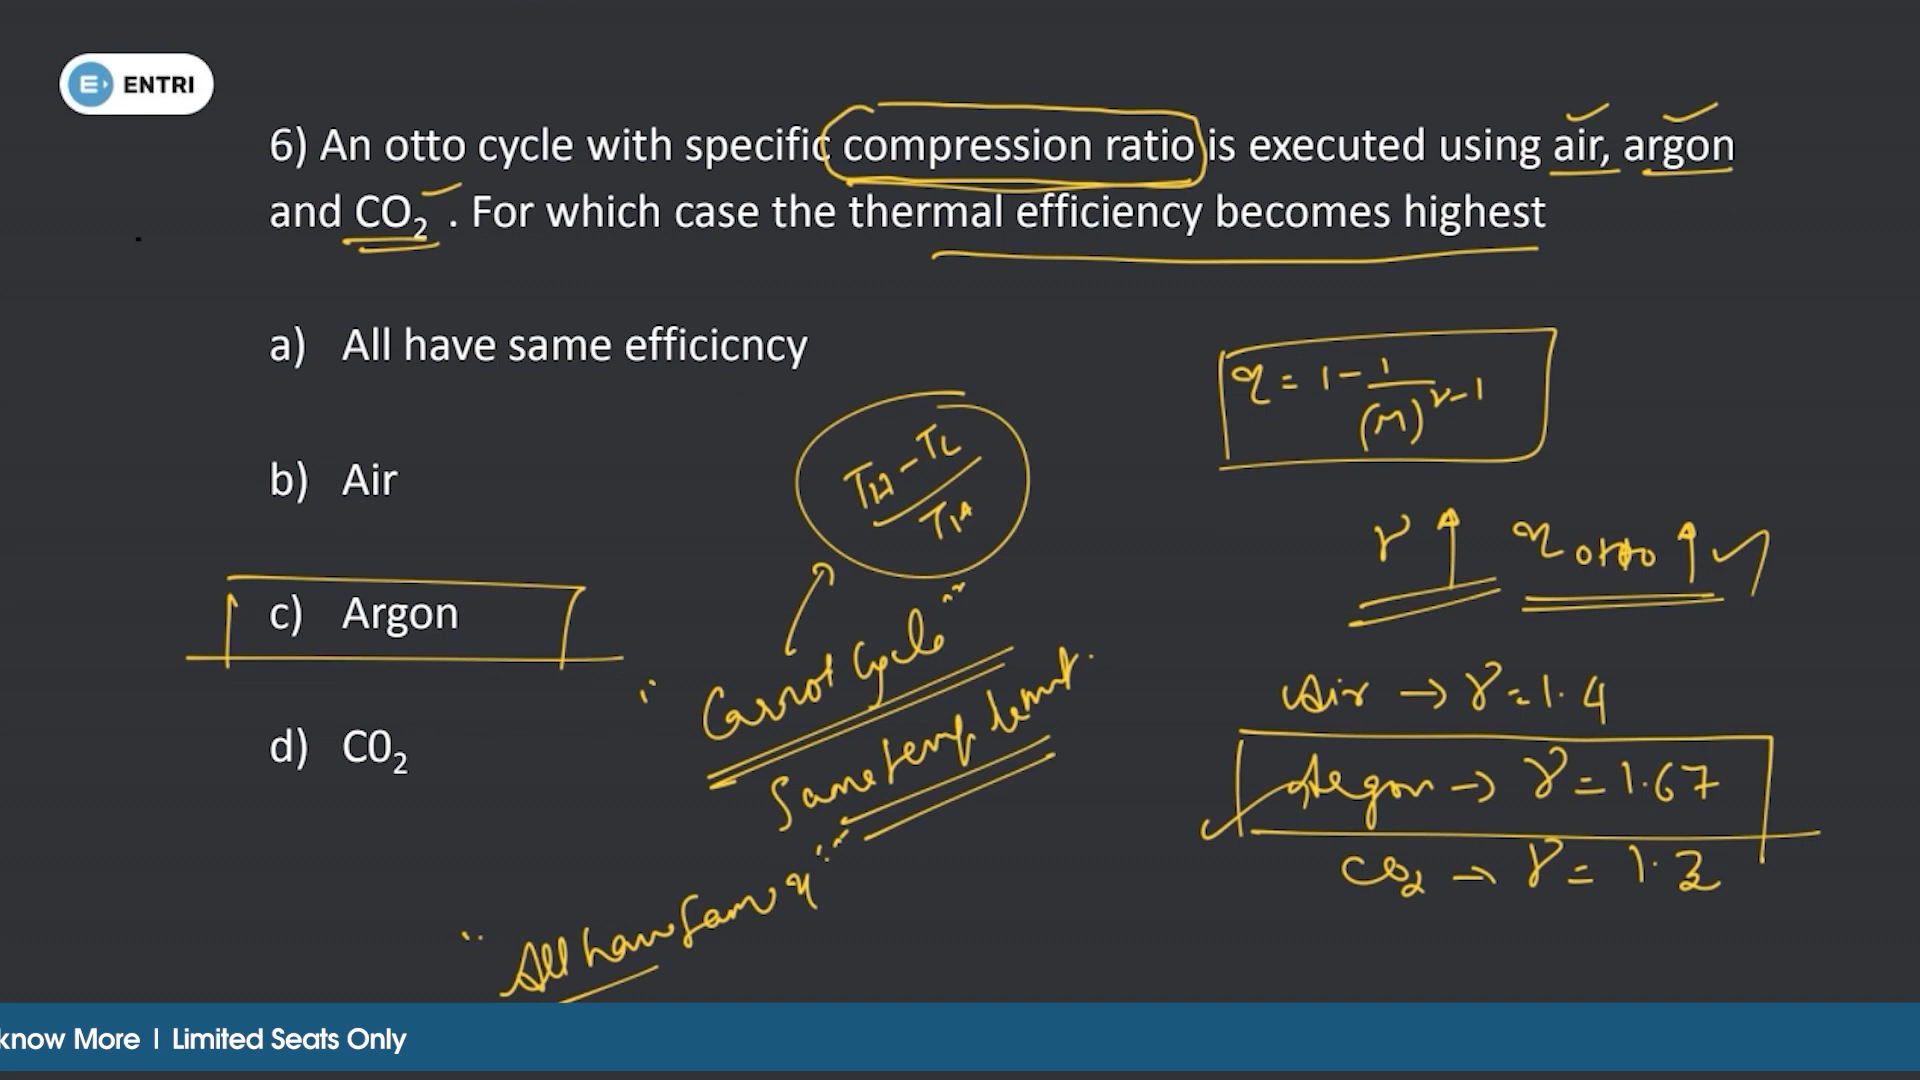 ENTRI
6) An otto cycle with specific compression ratio is executed using air, argon
and CO₂ . For which case the thermal efficiency becomes highest
a) All have same efficicncy
η = 1 - 1/(r)^γ-1
b) Air
TH - TL / TH
γ ↑ η otto ↑
c) Argon
"Carnot Cycle"
Same temp limit.
Air → γ = 1.4
d) C0₂
Argon → γ = 1.67
CO₂ → γ = 1.3
"All have same η"
know More | Limited Seats Only